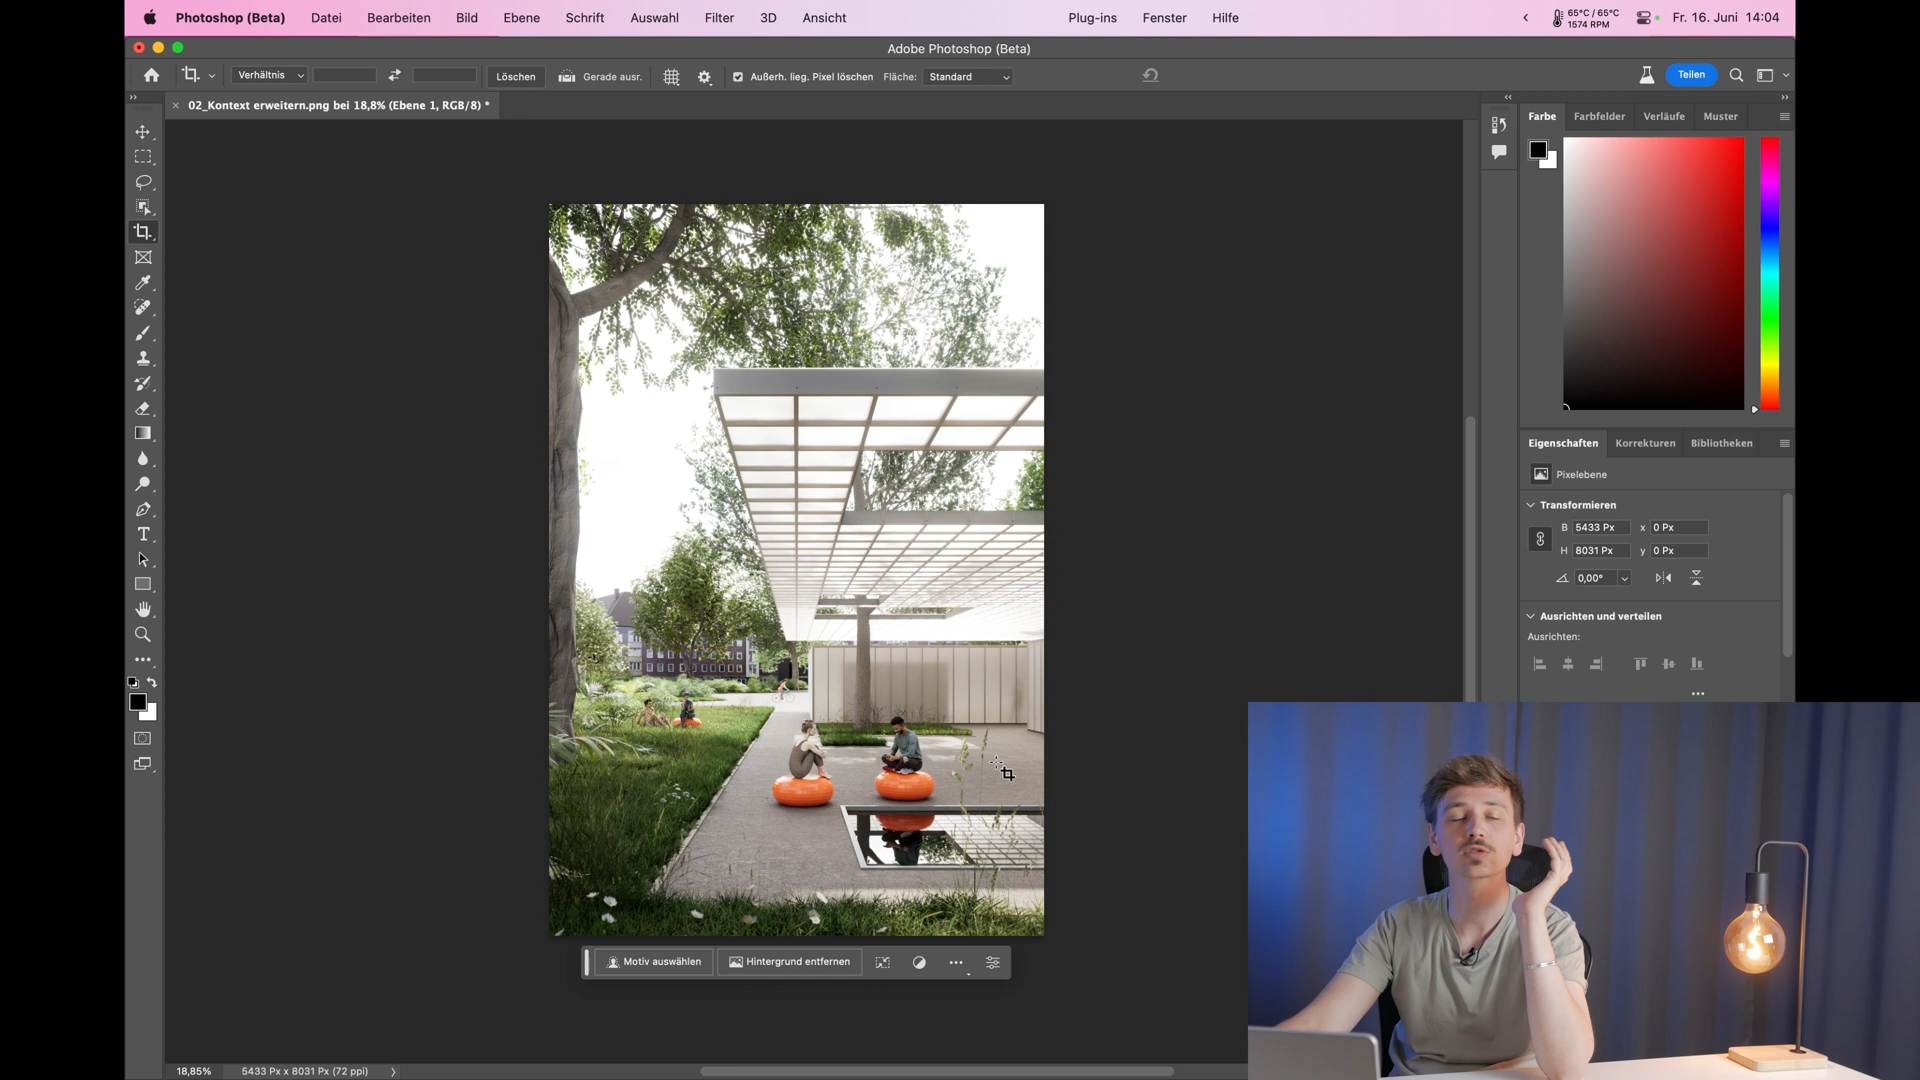 Photoshop (Beta) Datei Bearbeiten Bild Ebene Schrift Auswahl Filter 3D Ansicht Plug-ins Fenster Hilfe 65°C / 65°C Fr. 16. Juni 14:04
1574 RPM
Adobe Photoshop (Beta)
Verhältnis Löschen Gerade ausr. Außerh. lieg. Pixel löschen Fläche: Standard Teilen
02_Kontext erweitern.png bei 18,8% (Ebene 1, RGB/8) *
Farbe Farbfelder Verläufe Muster
Eigenschaften Korrekturen Bibliotheken
Pixelebene
Transformieren
B 5433 Px x 0 Px
H 8031 Px y 0 Px
0,00°
Ausrichten und verteilen
Ausrichten:
Motiv auswählen Hintergrund entfernen
18,85% 5433 Px x 8031 Px (72 ppi)